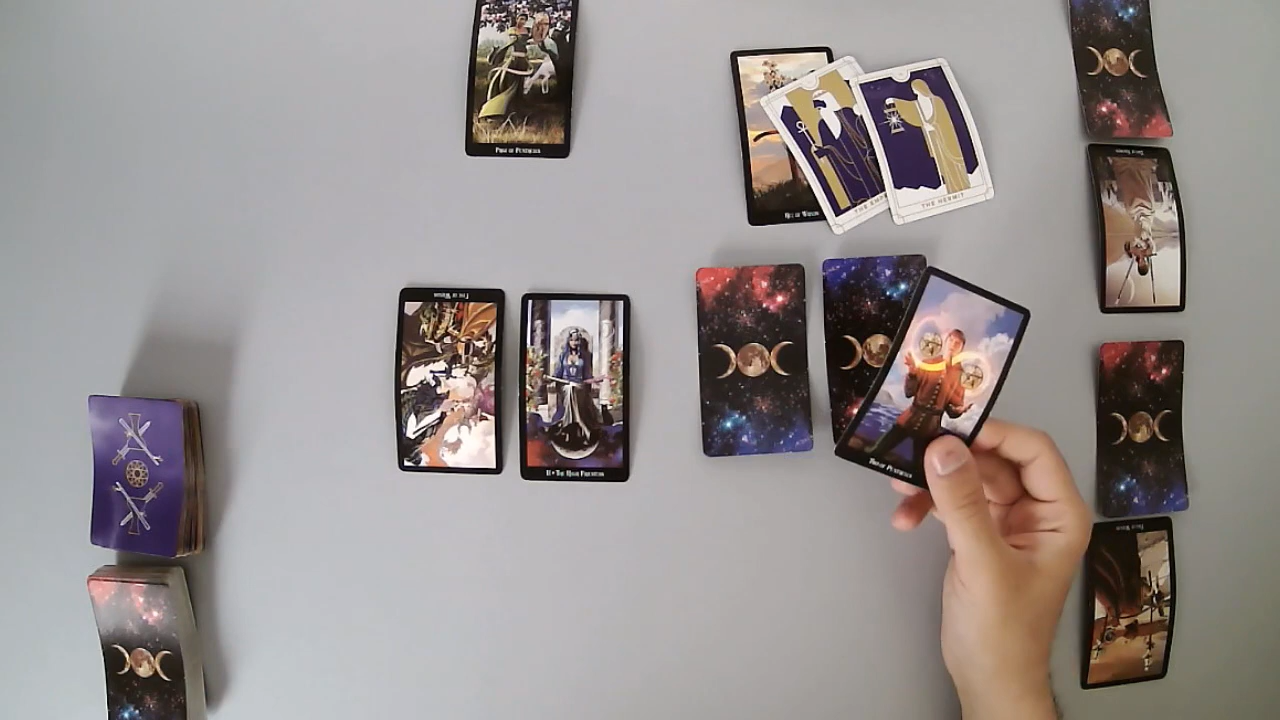 Page of Pentacles
Ace of Wands
THE EMP
THE HERMIT
Five of Wands
II • The High Priestess
Two of Pentacles